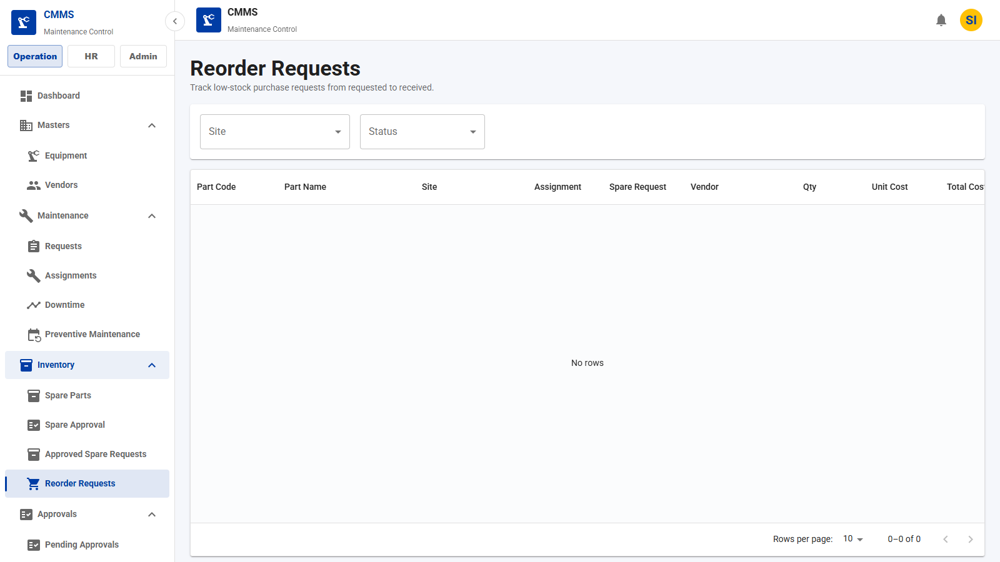 CMMS
Maintenance Control
Operation
HR
Admin
Dashboard
Masters
Equipment
Vendors
Maintenance
Requests
Assignments
Downtime
Preventive Maintenance
Inventory
Spare Parts
Spare Approval
Approved Spare Requests
Reorder Requests
Approvals
Pending Approvals
CMMS
Maintenance Control
SI
Reorder Requests
Track low-stock purchase requests from requested to received.
Site
Status
Part Code Part Name Site Assignment Spare Request Vendor Qty Unit Cost Total Cos
No rows
Rows per page: 10 0–0 of 0